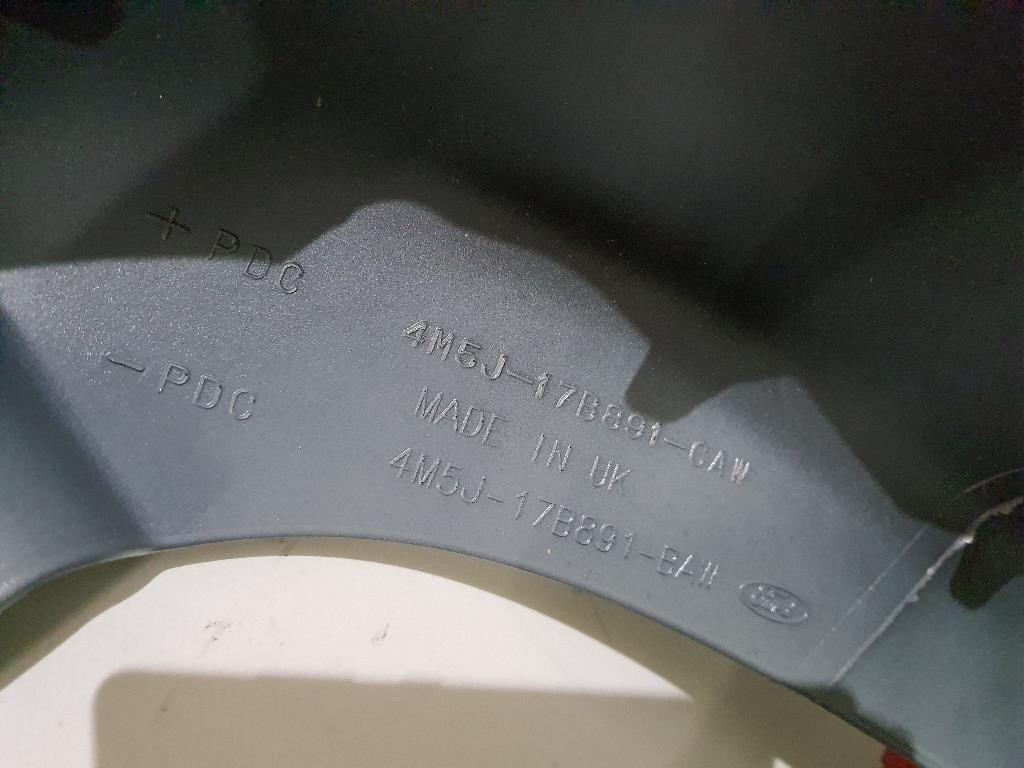 + PDC
- PDC
4M5J-17B891-CAW
MADE IN UK
4M5J-17B891-BAW
Ford